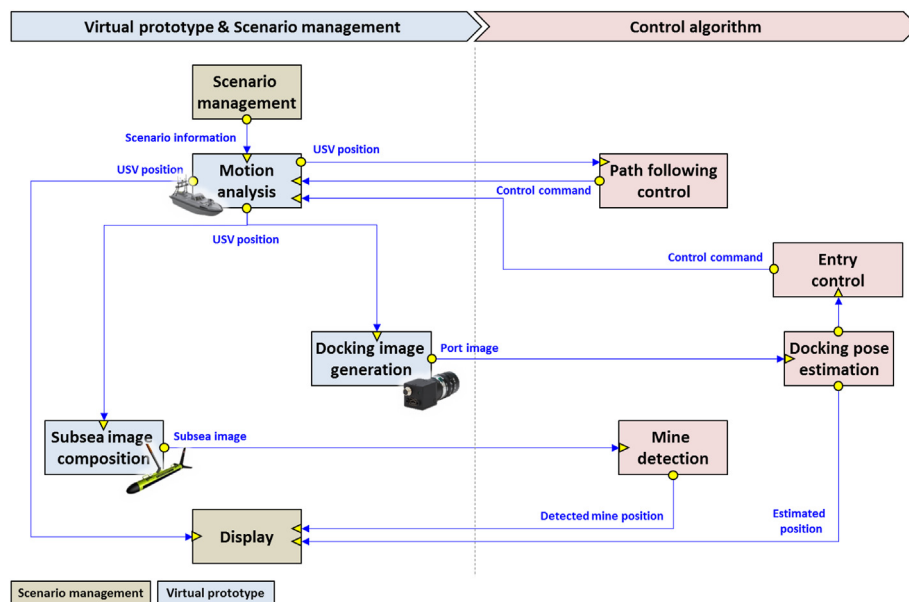 Virtual prototype & Scenario management
Control algorithm
Scenario
management
Scenario information
USV position
USV position
Motion
analysis
Path following
control
Control command
USV position
Control command
Entry
control
Docking image
generation
Port image
Docking pose
estimation
Subsea image
composition
Subsea image
Mine
detection
Detected mine position
Estimated
position
Display
Scenario management
Virtual prototype